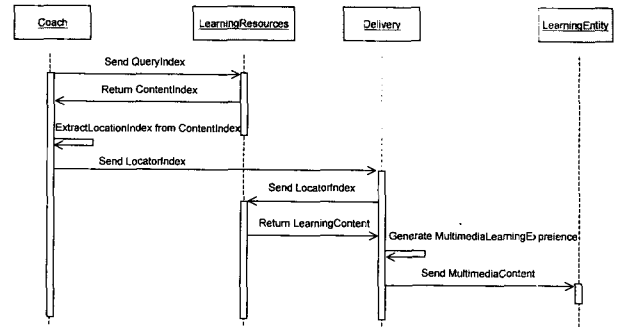 Coach
LearningResources
Delivery
LearningEntity
Send QueryIndex
Return ContentIndex
ExtractLocationIndex from ContentIndex
Send LocatorIndex
Send LocatorIndex
Return LearningContent
Generate MultimediaLearningExpreience
Send MultimediaContent